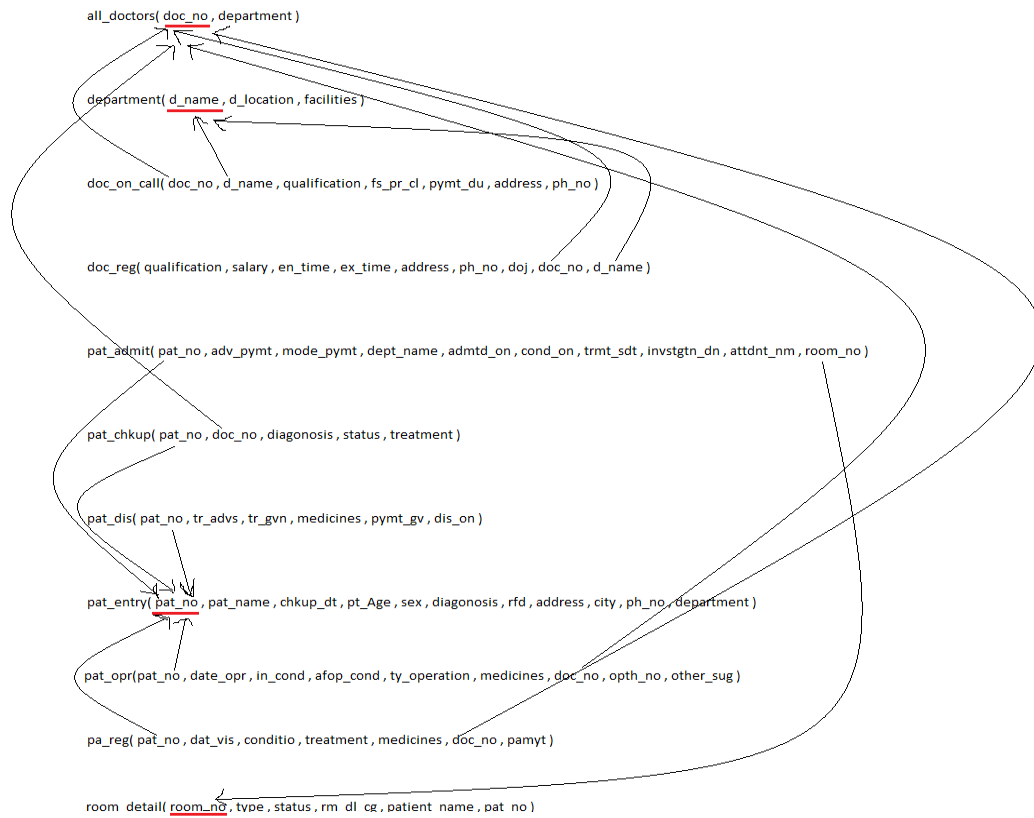 all_doctors( doc_no , department )
department( d_name , d_location , facilities )
doc_on_call( doc_no , d_name , qualification , fs_pr_cl , pymt_du , address , ph_no )
doc_reg( qualification , salary , en_time , ex_time , address , ph_no , doj , doc_no , d_name )
pat_admit( pat_no , adv_pymt , mode_pymt , dept_name , admtd_on , cond_on , trmt_sdt , invstgtn_dn , attdnt_nm , room_no )
pat_chkup( pat_no , doc_no , diagonosis , status , treatment )
pat_dis( pat_no , tr_advs , tr_gvn , medicines , pymt_gv , dis_on )
pat_entry( pat_no , pat_name , chkup_dt , pt_Age , sex , diagonosis , rfd , address , city , ph_no , department )
pat_opr(pat_no , date_opr , in_cond , afop_cond , ty_operation , medicines , doc_no , opth_no , other_sug )
pa_reg( pat_no , dat_vis , conditio , treatment , medicines , doc_no , pamyt )
room_detail( room_no , type , status , rm_dl_cg , patient_name , pat_no )